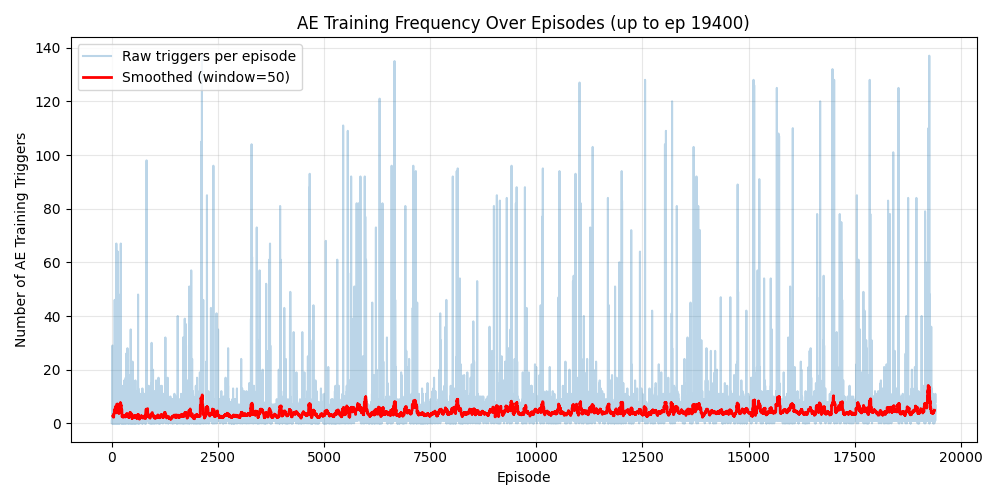 AE Training Frequency Over Episodes (up to ep 19400)
Raw triggers per episode
Smoothed (window=50)
Number of AE Training Triggers
140
120
100
80
60
40
20
0
0 2500 5000 7500 10000 12500 15000 17500 20000
Episode